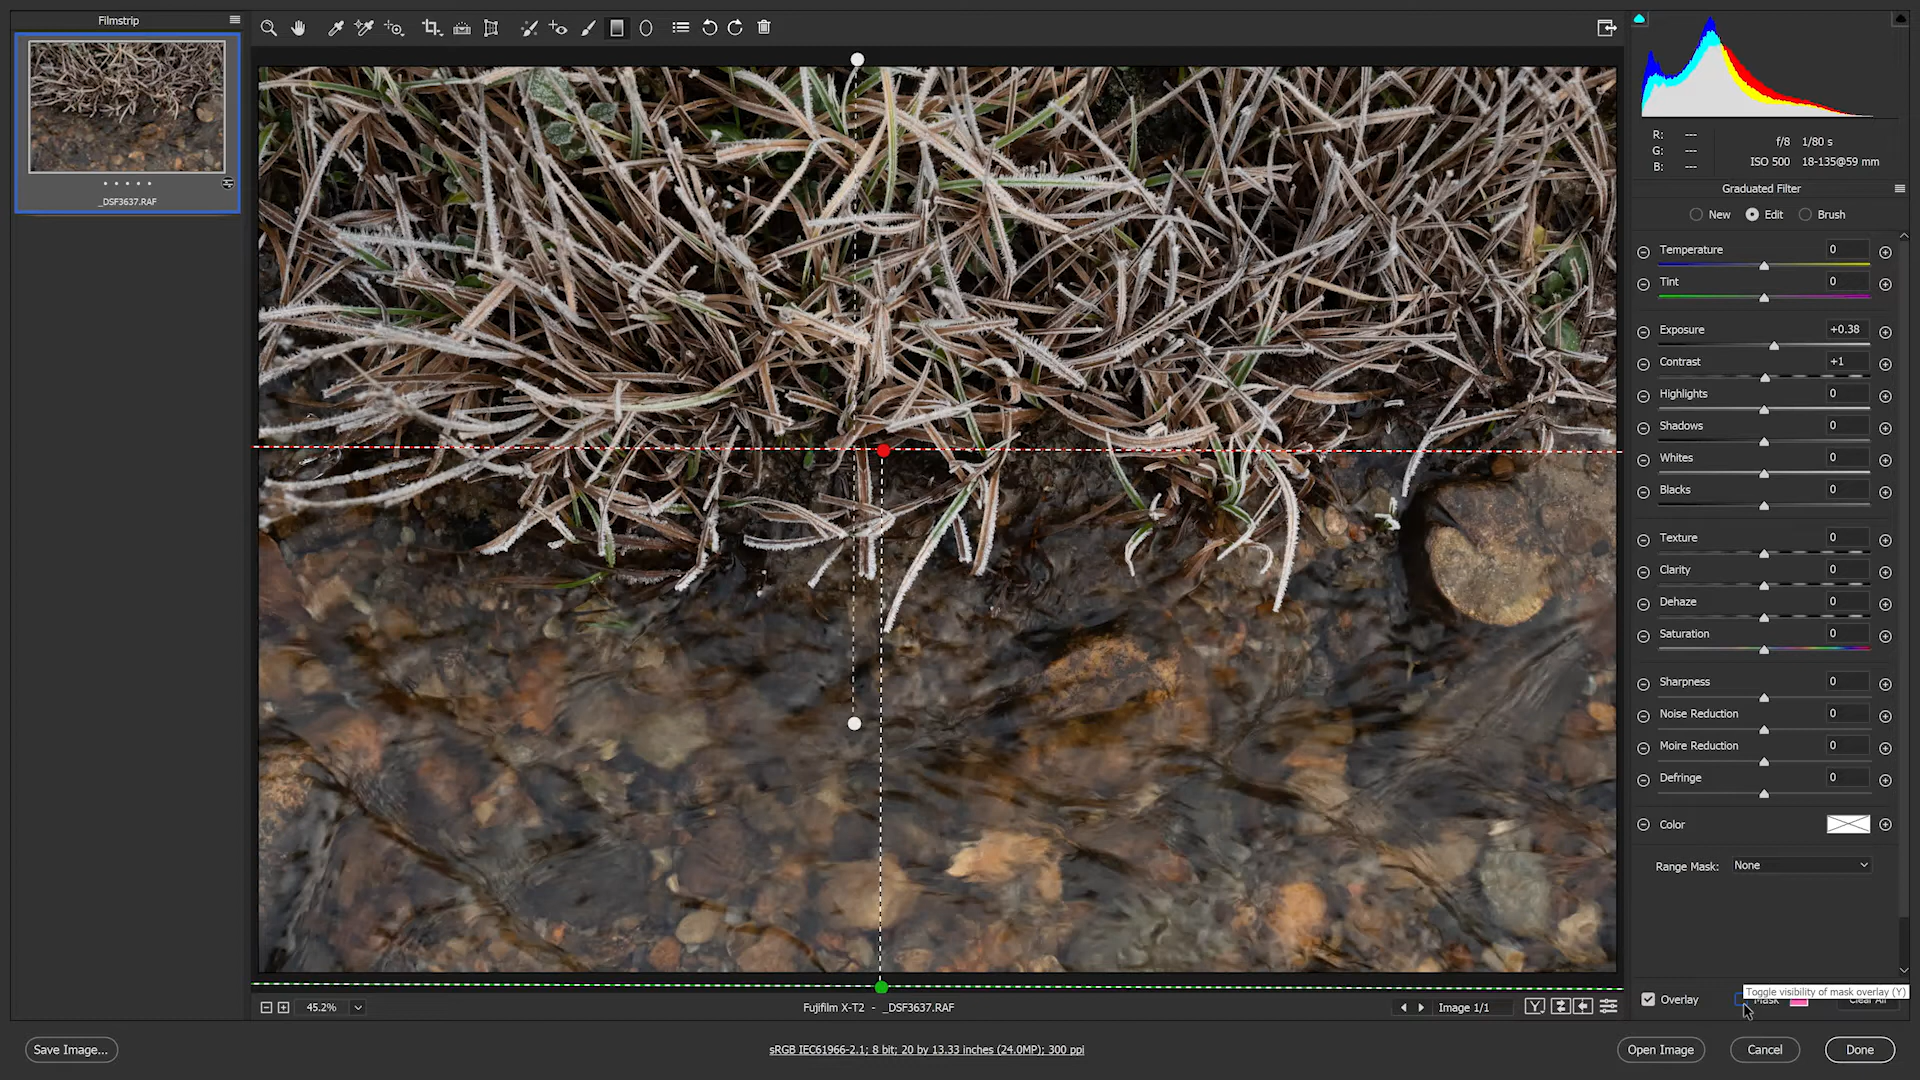 Filmstrip
_DSF3637.RAF
R: ---
G: ---
B: ---
f/8 1/80 s
ISO 500 18-135@59 mm
Graduated Filter
New Edit Brush
Temperature 0
Tint 0
Exposure +0.38
Contrast +1
Highlights 0
Shadows 0
Whites 0
Blacks 0
Texture 0
Clarity 0
Dehaze 0
Saturation 0
Sharpness 0
Noise Reduction 0
Moire Reduction 0
Defringe 0
Color
Range Mask: None
Toggle visibility of mask overlay (Y)
Overlay Mask Clear All
45.2%
Fujifilm X-T2 - _DSF3637.RAF
Image 1/1
Y
Save Image...
sRGB IEC61966-2.1; 8 bit; 20 by 13.33 inches (24.0MP); 300 ppi
Open Image Cancel Done